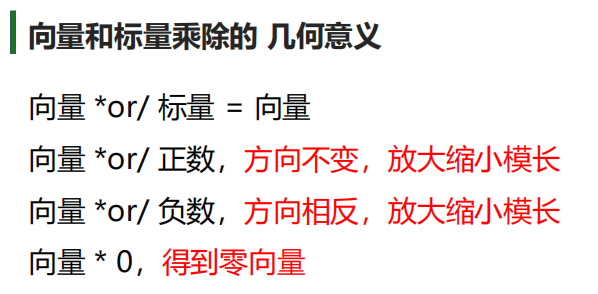 向量和标量乘除的 几何意义
向量 *or/ 标量 = 向量
向量 *or/ 正数，方向不变，放大缩小模长
向量 *or/ 负数，方向相反，放大缩小模长
向量 * 0，得到零向量